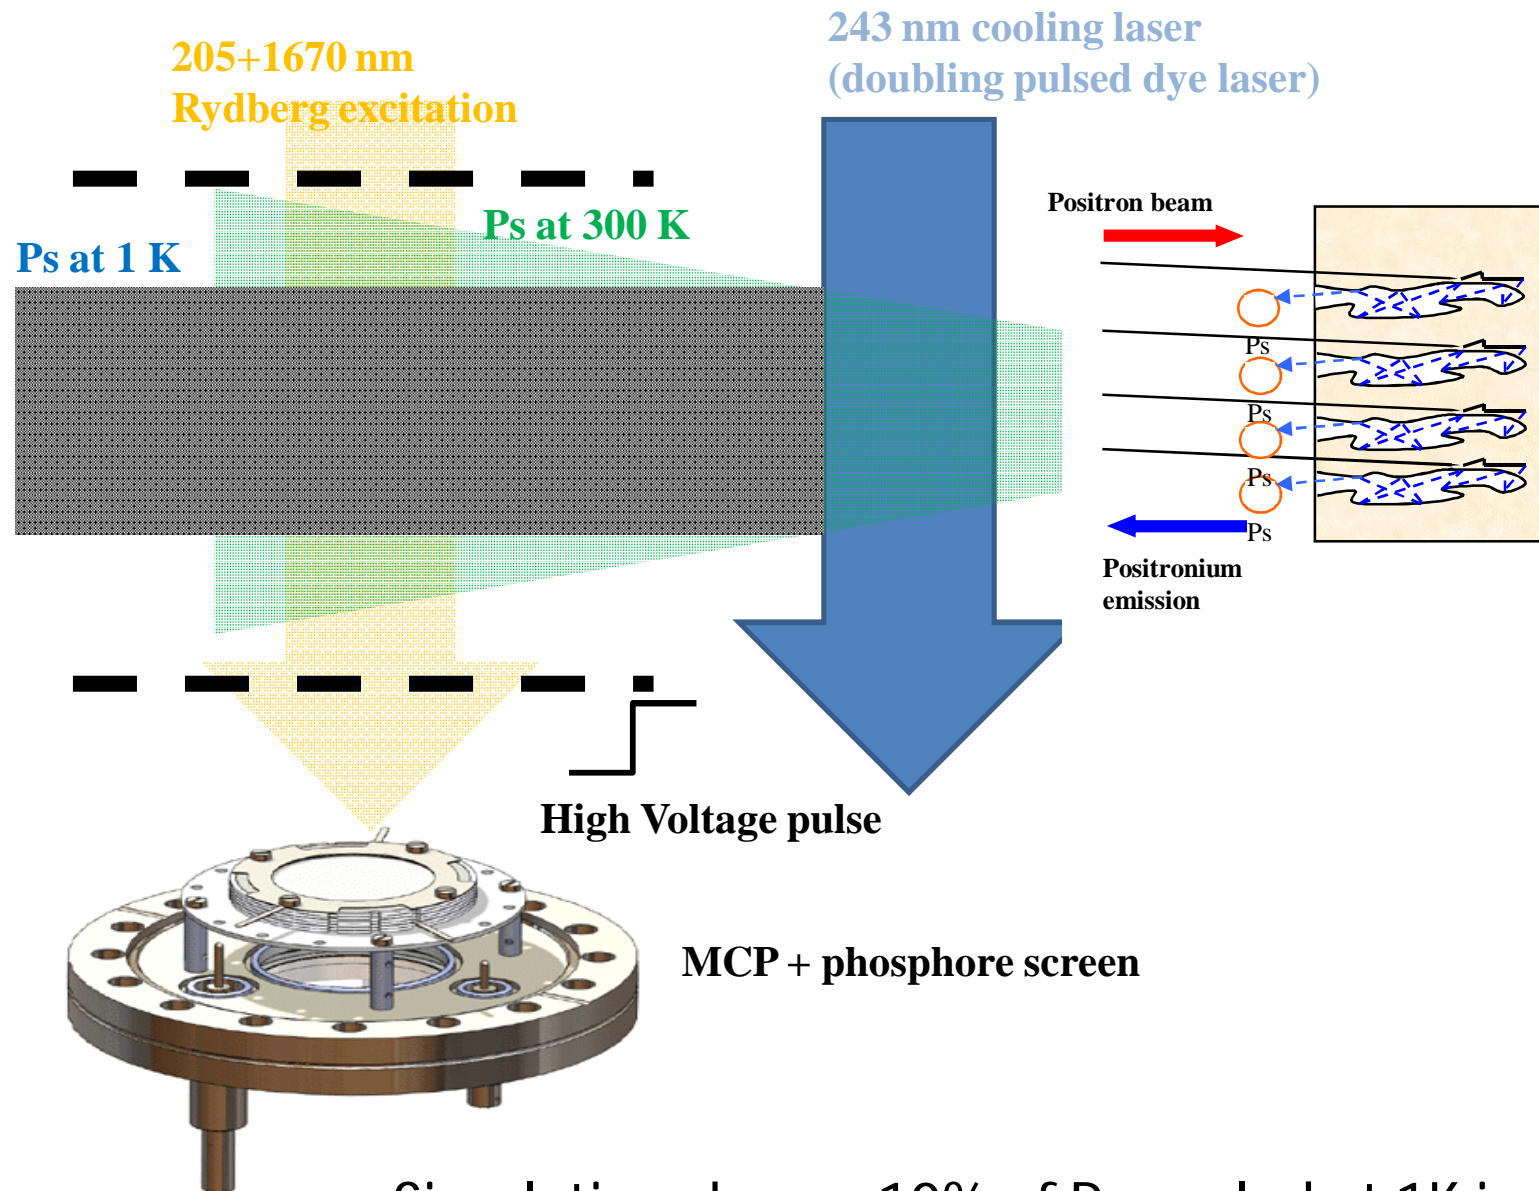 205+1670 nm
Rydberg excitation
243 nm cooling laser
(doubling pulsed dye laser)
Ps at 300 K
Ps at 1 K
Positron beam
Ps
Ps
Ps
Ps
Positronium
emission
High Voltage pulse
MCP + phosphore screen